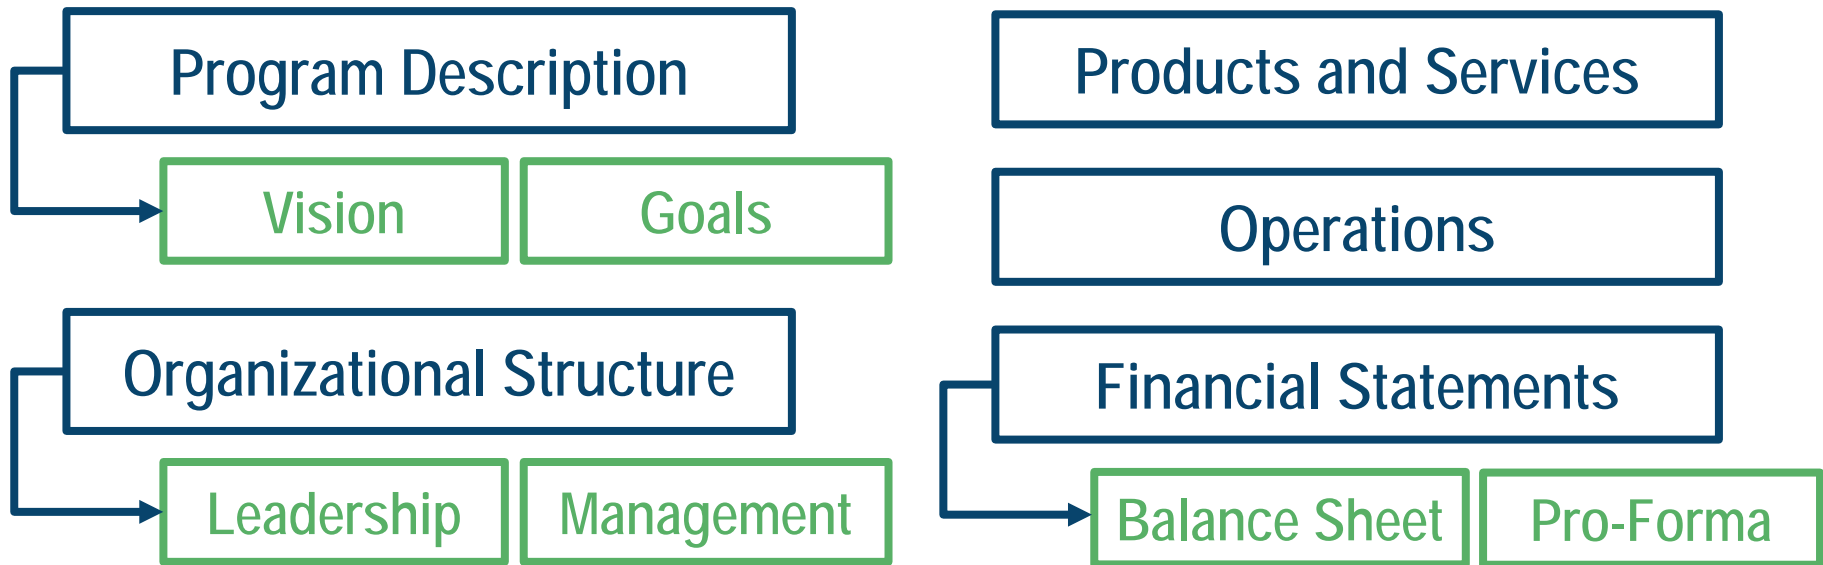 Program Description
Vision
Goals
Organizational Structure
Leadership
Management
Products and Services
Operations
Financial Statements
Balance Sheet
Pro-Forma